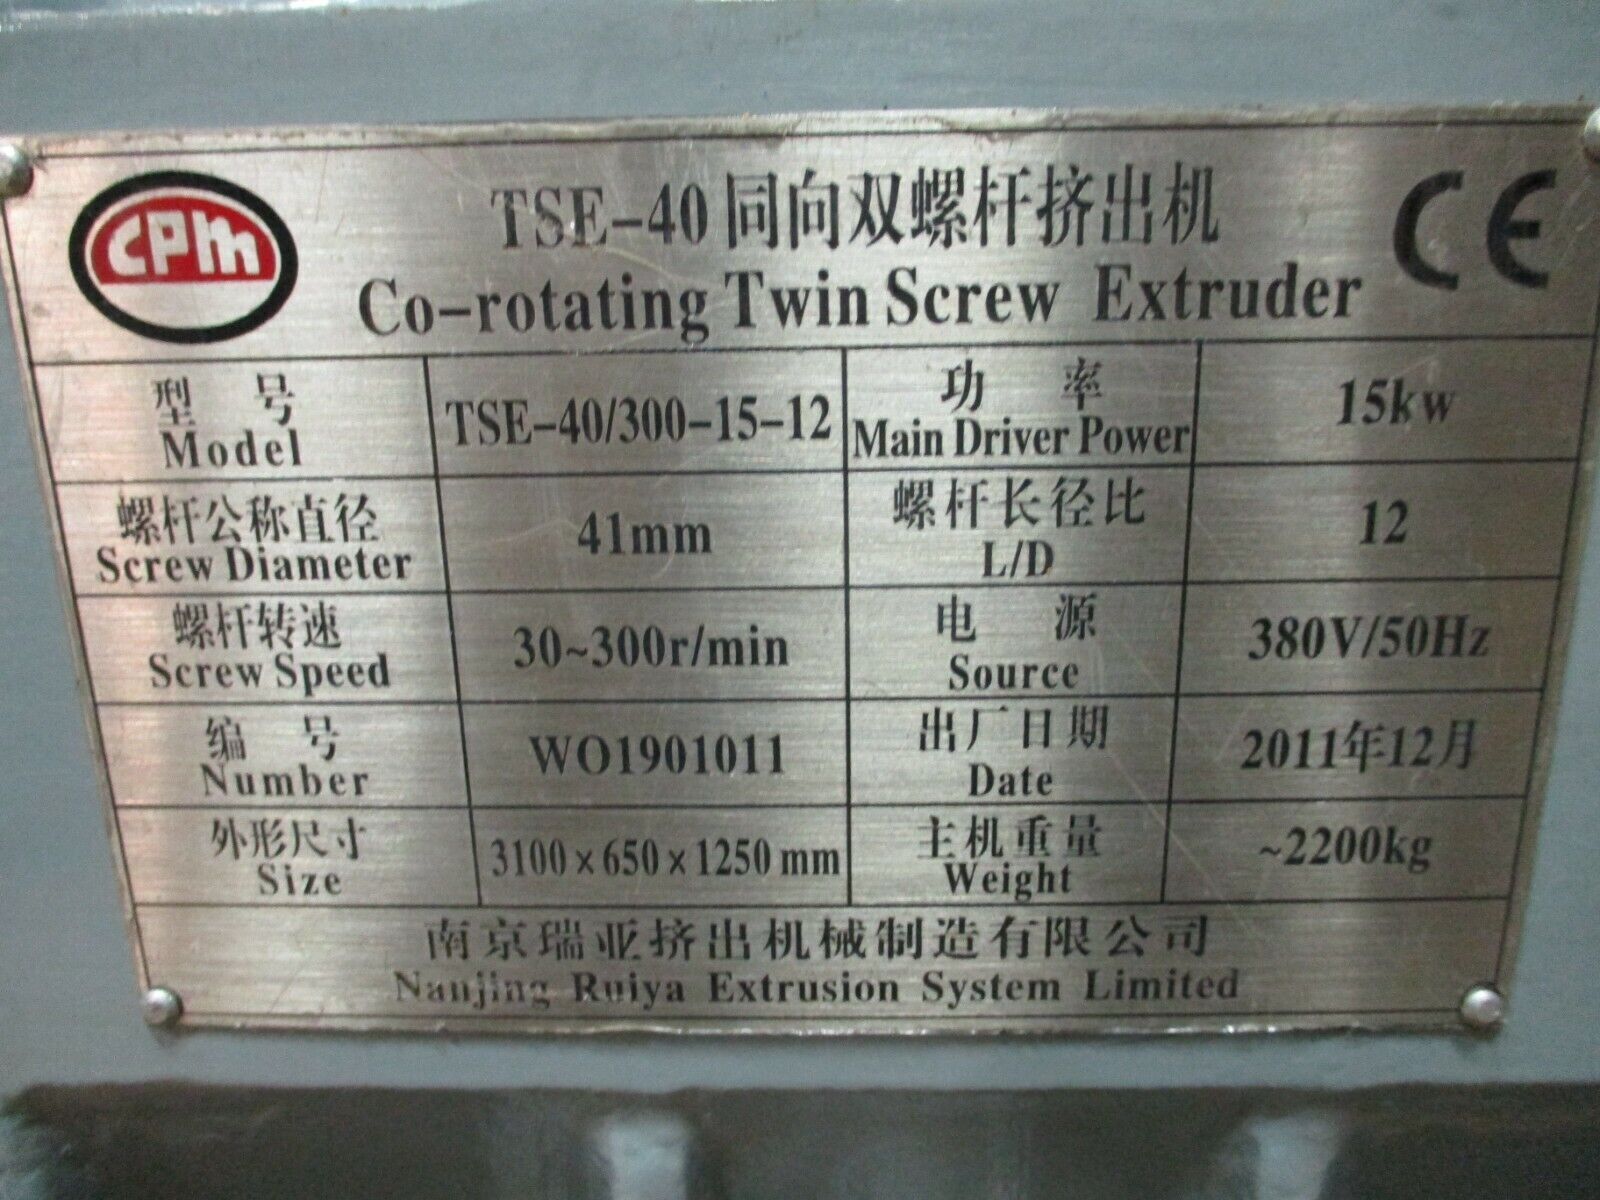 CPM
TSE-40同向双螺杆挤出机
CE
Co-rotating Twin Screw Extruder
型 号
Model
TSE-40/300-15-12
功 率
Main Driver Power
15kw
螺杆公称直径
Screw Diameter
41mm
螺杆长径比
L/D
12
螺杆转速
Screw Speed
30~300r/min
电 源
Source
380V/50Hz
编 号
Number
WO1901011
出厂日期
Date
2011年12月
外形尺寸
Size
3100×650×1250 mm
主机重量
Weight
~2200kg
南京瑞亚挤出机械制造有限公司
Nanjing Ruiya Extrusion System Limited